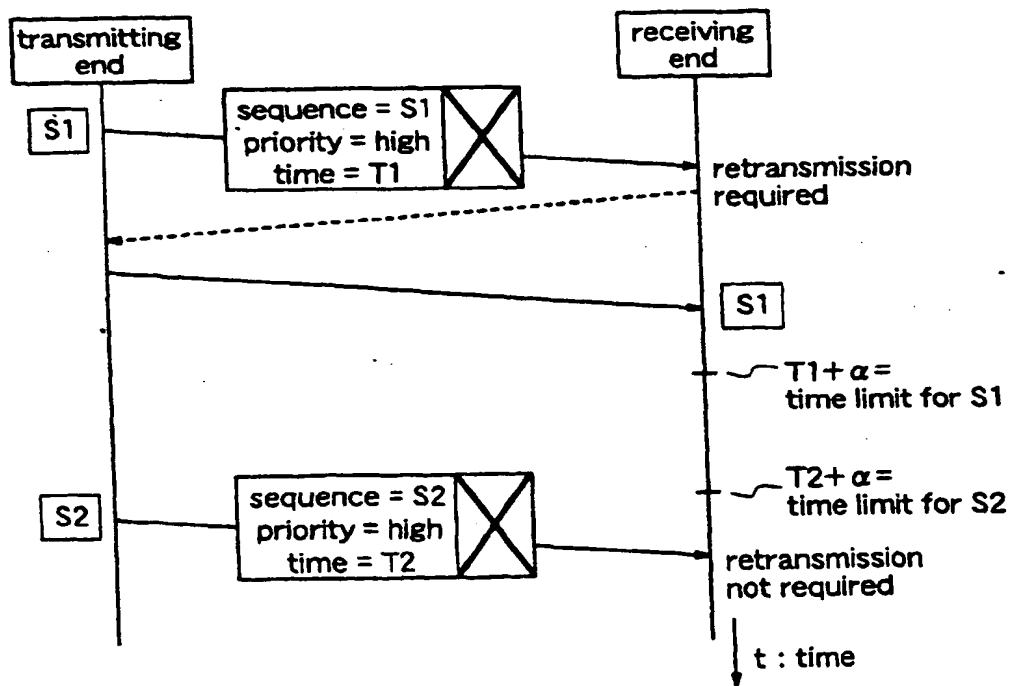 transmitting
end
receiving
end
S1
sequence = S1
priority = high
time = T1
retransmission
required
S1
T1+α=
time limit for S1
T2+α=
time limit for S2
S2
sequence = S2
priority = high
time = T2
retransmission
not required
t : time